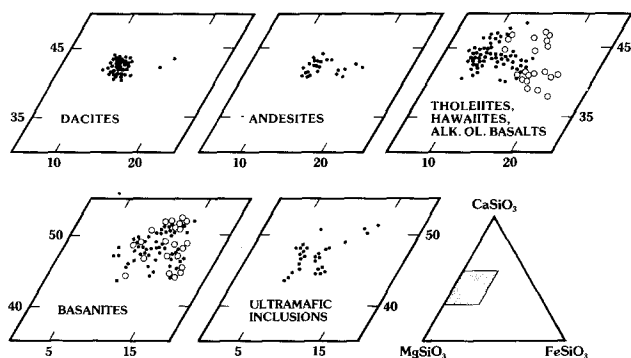 45
35
DACITES
10
20
ANDESITES
10
20
45
35
THOLEIITES,
HAWAIITES,
ALK. OL. BASALTS
10
20
50
40
BASANITES
5
15
50
40
ULTRAMAFIC
INCLUSIONS
5
15
CaSiO₃
MgSiO₃
FeSiO₃